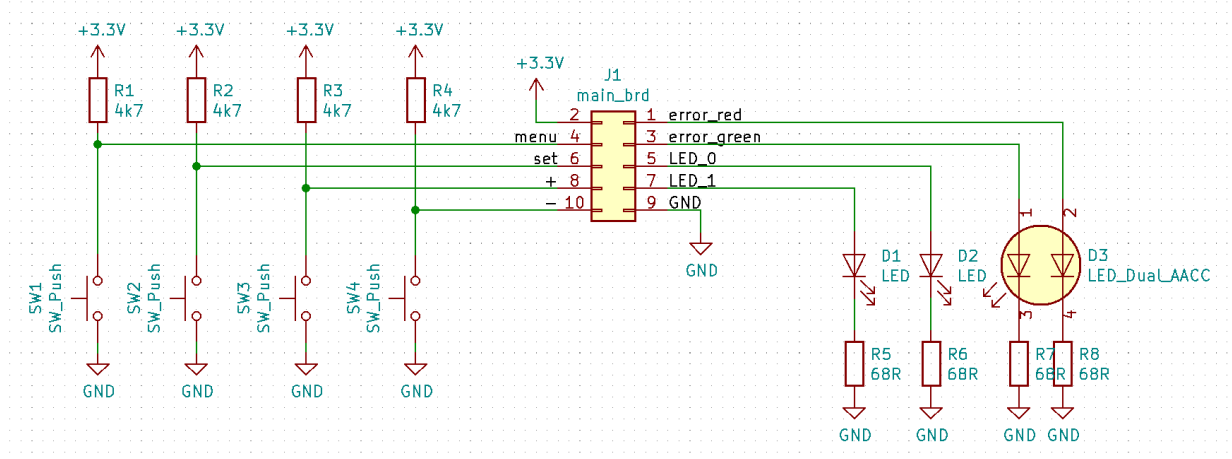 +3.3V
+3.3V
+3.3V
+3.3V
R1
4k7
R2
4k7
R3
4k7
R4
4k7
+3.3V
J1
main_brd
2
1
error_red
menu
4
3
error_green
set
6
5
LED_0
+
8
7
LED_1
−
10
9
GND
GND
SW1
SW_Push
SW2
SW_Push
SW3
SW_Push
SW4
SW_Push
GND
GND
GND
GND
D1
LED
D2
LED
1
2
D3
LED_Dual_AACC
3
4
R5
68R
R6
68R
R7
68R
R8
68R
GND
GND
GND
GND